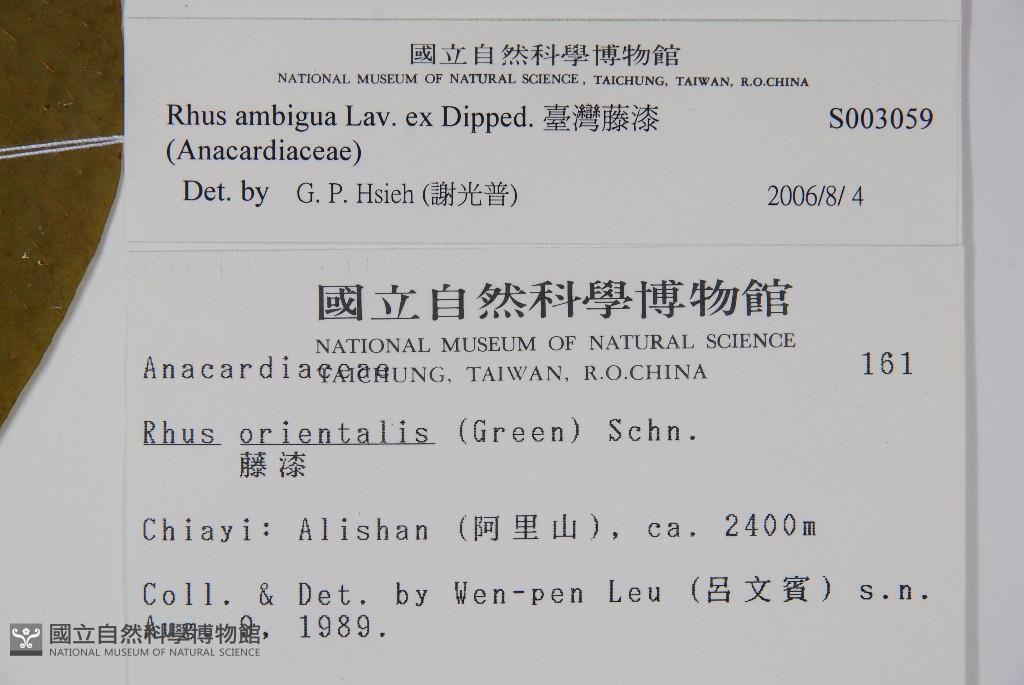 國立自然科學博物館
NATIONAL MUSEUM OF NATURAL SCIENCE, TAICHUNG, TAIWAN, R.O.CHINA
Rhus ambigua Lav. ex Dipped. 臺灣藤漆 S003059
(Anacardiaceae)
Det. by G. P. Hsieh (謝光普) 2006/8/ 4
國立自然科學博物館
NATIONAL MUSEUM OF NATURAL SCIENCE
TAICHUNG, TAIWAN, R.O.CHINA
Anacardiaceae 161
Rhus orientalis (Green) Schn.
藤漆
Chiayi: Alishan (阿里山), ca. 2400m
Coll. & Det. by Wen-pen Leu (呂文賓) s.n.
Aug. 9, 1989.
國立自然科學博物館
NATIONAL MUSEUM OF NATURAL SCIENCE